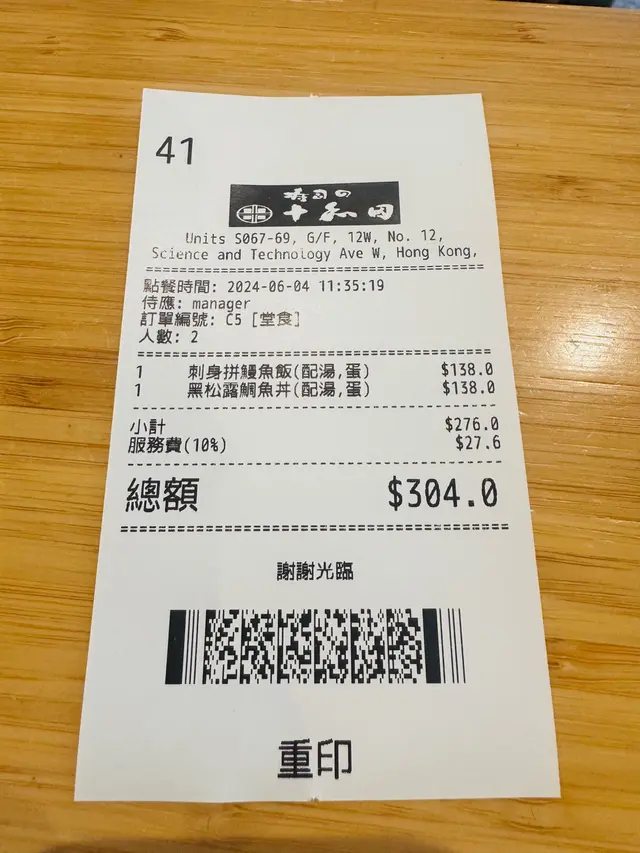 41
寿司の
十和田
Units S067-69, G/F, 12W, No. 12,
Science and Technology Ave W, Hong Kong,
點餐時間: 2024-06-04 11:35:19
侍應: manager
訂單編號: C5 [堂食]
人數: 2
1 刺身拼鰻魚飯(配湯,蛋) $138.0
1 黑松露鯛魚丼(配湯,蛋) $138.0
小計 $276.0
服務費(10%) $27.6
總額 $304.0
謝謝光臨
重印